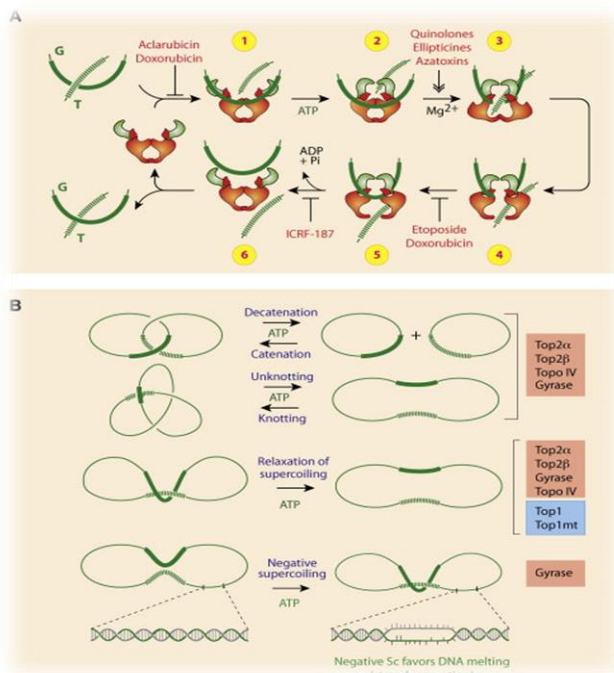 A
G
T
Aclarubicin
Doxorubicin
1
ATP
2
Quinolones
Ellipticines
Azatoxins
Mg2+
3
G
T
6
ADP
+ Pi
ICRF-187
5
Etoposide
Doxorubicin
4
B
Decatenation
ATP
Catenation
+
Unknotting
ATP
Knotting
Top2α
Top2β
Topo IV
Gyrase
Relaxation of
supercoiling
ATP
Top2α
Top2β
Gyrase
Topo IV
Top1
Top1mt
Negative
supercoiling
ATP
Gyrase
Negative Sc favors DNA melting